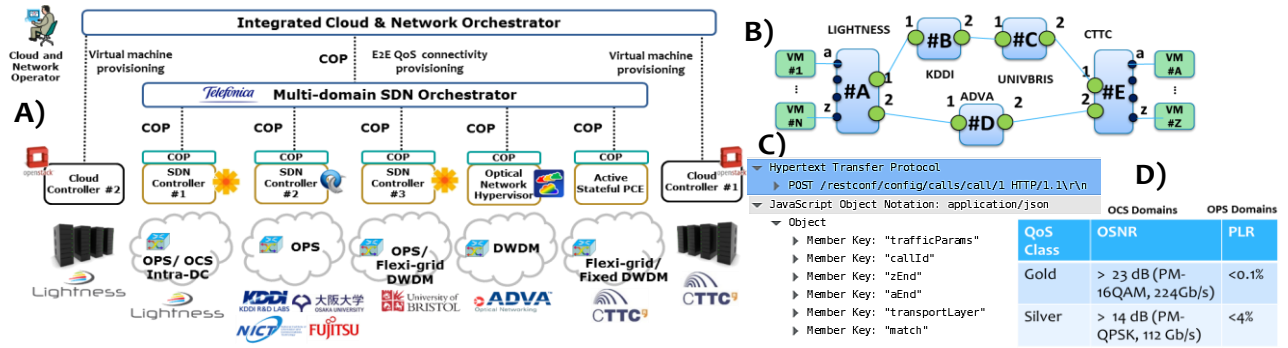 Integrated Cloud & Network Orchestrator
Cloud and
Network
Operator
Virtual machine
provisioning
COP
E2E QoS connectivity
provisioning
Virtual machine
provisioning
A)
Telefónica Multi-domain SDN Orchestrator
COP
COP
COP
COP
COP
openstack
Cloud
Controller #2
COP
SDN
Controller
#1
COP
SDN
Controller
#2
COP
SDN
Controller
#3
COP
Optical
Network
Hypervisor
COP
Active
Stateful PCE
Cloud
Controller #1
openstack
OPS/ OCS
Intra-DC
OPS
OPS/
Flexi-grid
DWDM
DWDM
Flexi-grid/
Fixed DWDM
Lightness
Lightness
KDDI
KDDI R&D LABS
大阪大学
OSAKA UNIVERSITY
NICT
FUJITSU
University of
BRISTOL
ADVA
Optical Networking
CTTC
CTTC
B)
LIGHTNESS
1
#B
2
1
#C
2
CTTC
KDDI
UNIVBRIS
VM
#1
a
VM
#N
z
#A
1
2
ADVA
1
#D
2
1
2
#E
a
VM
#A
z
VM
#Z
C)
Hypertext Transfer Protocol
POST /restconf/config/calls/call/1 HTTP/1.1\r\n
JavaScript Object Notation: application/json
Object
Member Key: "trafficParams"
Member Key: "callId"
Member Key: "zEnd"
Member Key: "aEnd"
Member Key: "transportLayer"
Member Key: "match"
D)
OCS Domains OPS Domains
QoS
Class
OSNR
PLR
Gold
> 23 dB (PM-
16QAM, 224Gb/s)
<0.1%
Silver
> 14 dB (PM-
QPSK, 112 Gb/s)
<4%